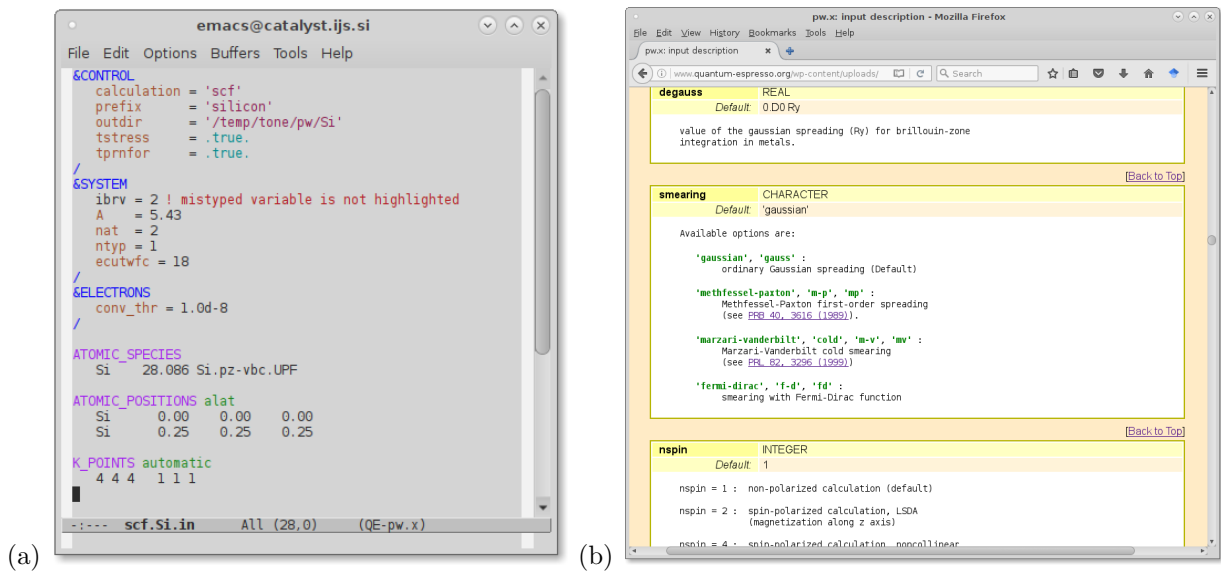 emacs@catalyst.ijs.si
File Edit Options Buffers Tools Help
&CONTROL
calculation = 'scf'
prefix = 'silicon'
outdir = '/temp/tone/pw/Si'
tstress = .true.
tprnfor = .true.
/
&SYSTEM
ibrv = 2 ! mistyped variable is not highlighted
A = 5.43
nat = 2
ntyp = 1
ecutwfc = 18
/
&ELECTRONS
conv_thr = 1.0d-8
/
ATOMIC_SPECIES
Si 28.086 Si.pz-vbc.UPF
ATOMIC_POSITIONS alat
Si 0.00 0.00 0.00
Si 0.25 0.25 0.25
K_POINTS automatic
4 4 4 1 1 1
-:--- scf.Si.in All (28,0) (QE-pw.x)
(a)
pw.x: input description - Mozilla Firefox
File Edit View History Bookmarks Tools Help
pw.x: input description
www.quantum-espresso.org/wp-content/uploads/ Search
degauss REAL
Default: 0.D0 Ry
value of the gaussian spreading (Ry) for brillouin-zone
integration in metals.
[Back to Top]
smearing CHARACTER
Default: 'gaussian'
Available options are:
'gaussian', 'gauss' :
ordinary Gaussian spreading (Default)
'methfessel-paxton', 'm-p', 'mp' :
Methfessel-Paxton first-order spreading
(see PRB 40, 3616 (1989)).
'marzari-vanderbilt', 'cold', 'm-v', 'mv' :
Marzari-Vanderbilt cold smearing
(see PRL 82, 3296 (1999))
'fermi-dirac', 'f-d', 'fd' :
smearing with Fermi-Dirac function
[Back to Top]
nspin INTEGER
Default: 1
nspin = 1 : non-polarized calculation (default)
nspin = 2 : spin-polarized calculation, LSDA
(magnetization along z axis)
nspin = 4 : spin-polarized calculation, noncollinear
(b)